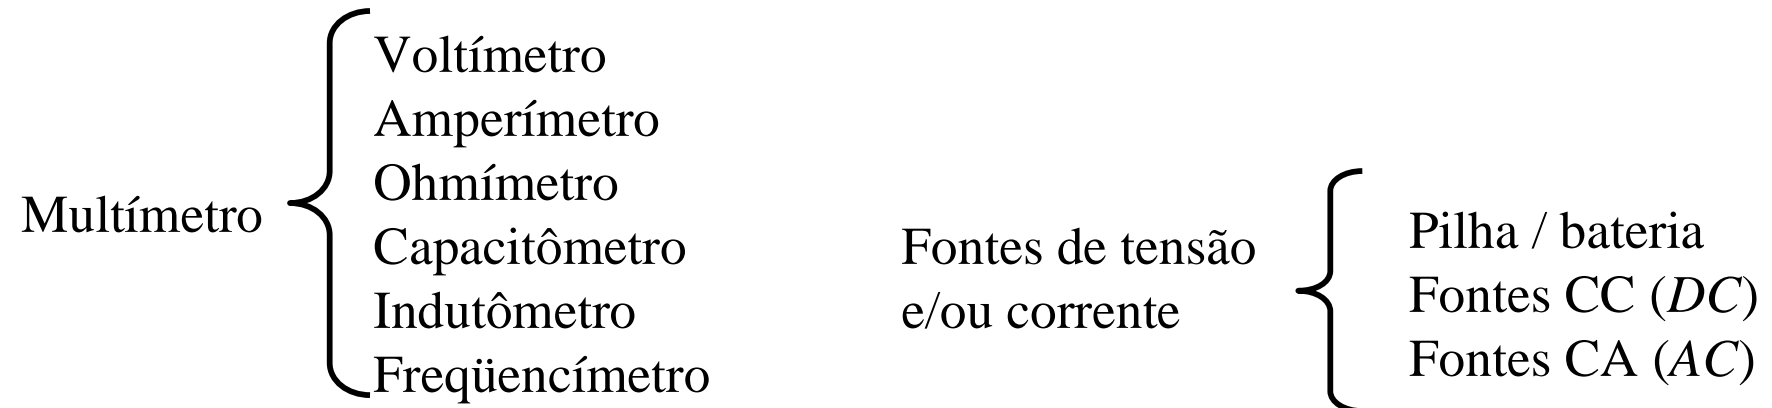 Multímetro
Voltímetro
Amperímetro
Ohmímetro
Capacitômetro
Indutômetro
Freqüencímetro
Fontes de tensão
e/ou corrente
Pilha / bateria
Fontes CC (DC)
Fontes CA (AC)